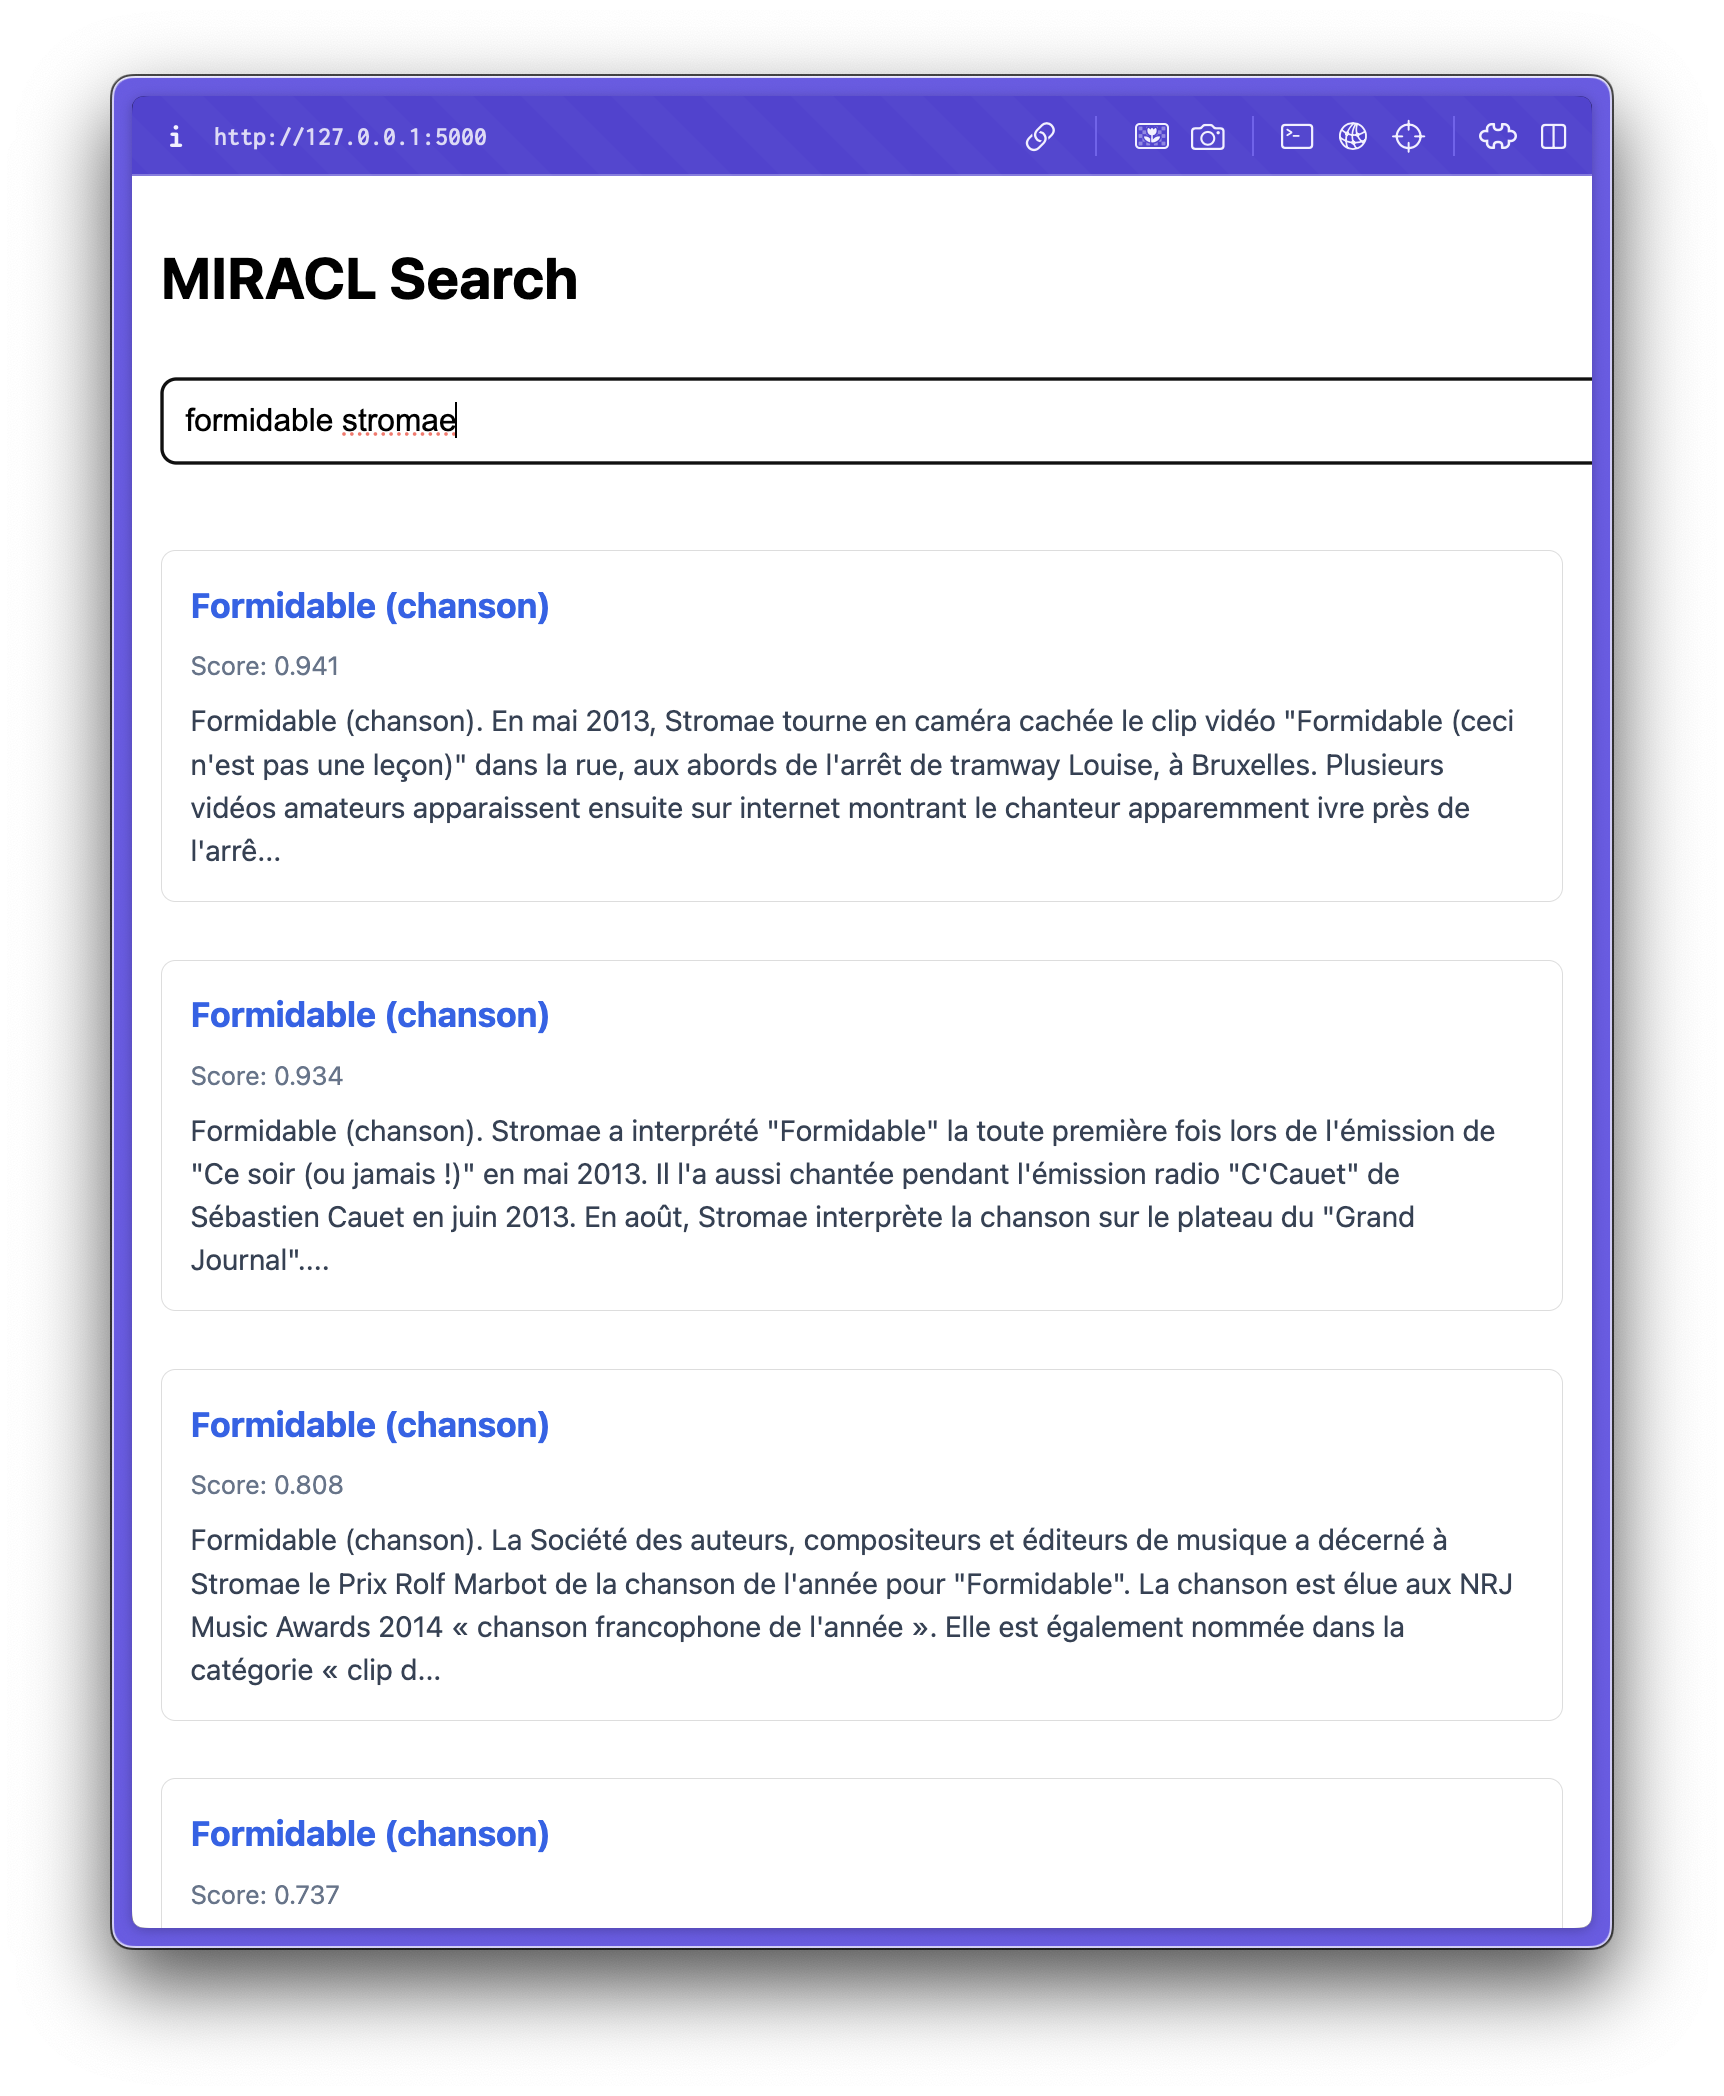 http://127.0.0.1:5000
MIRACL Search
formidable stromae
Formidable (chanson)
Score: 0.941
Formidable (chanson). En mai 2013, Stromae tourne en caméra cachée le clip vidéo "Formidable (ceci
n'est pas une leçon)" dans la rue, aux abords de l'arrêt de tramway Louise, à Bruxelles. Plusieurs
vidéos amateurs apparaissent ensuite sur internet montrant le chanteur apparemment ivre près de
l'arrê...
Formidable (chanson)
Score: 0.934
Formidable (chanson). Stromae a interprété "Formidable" la toute première fois lors de l'émission de
"Ce soir (ou jamais !)" en mai 2013. Il l'a aussi chantée pendant l'émission radio "C'Cauet" de
Sébastien Cauet en juin 2013. En août, Stromae interprète la chanson sur le plateau du "Grand
Journal"....
Formidable (chanson)
Score: 0.808
Formidable (chanson). La Société des auteurs, compositeurs et éditeurs de musique a décerné à
Stromae le Prix Rolf Marbot de la chanson de l'année pour "Formidable". La chanson est élue aux NRJ
Music Awards 2014 « chanson francophone de l'année ». Elle est également nommée dans la
catégorie « clip d...
Formidable (chanson)
Score: 0.737